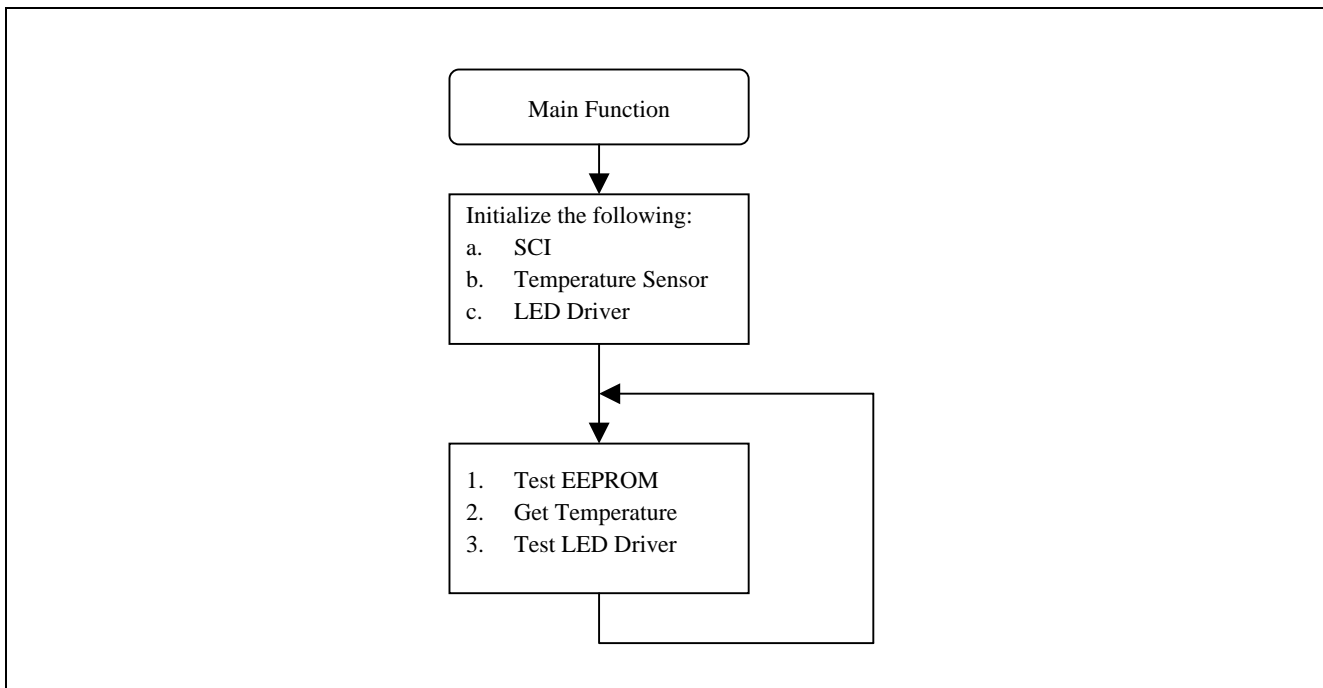 Main Function
Initialize the following:
a. SCI
b. Temperature Sensor
c. LED Driver
1. Test EEPROM
2. Get Temperature
3. Test LED Driver